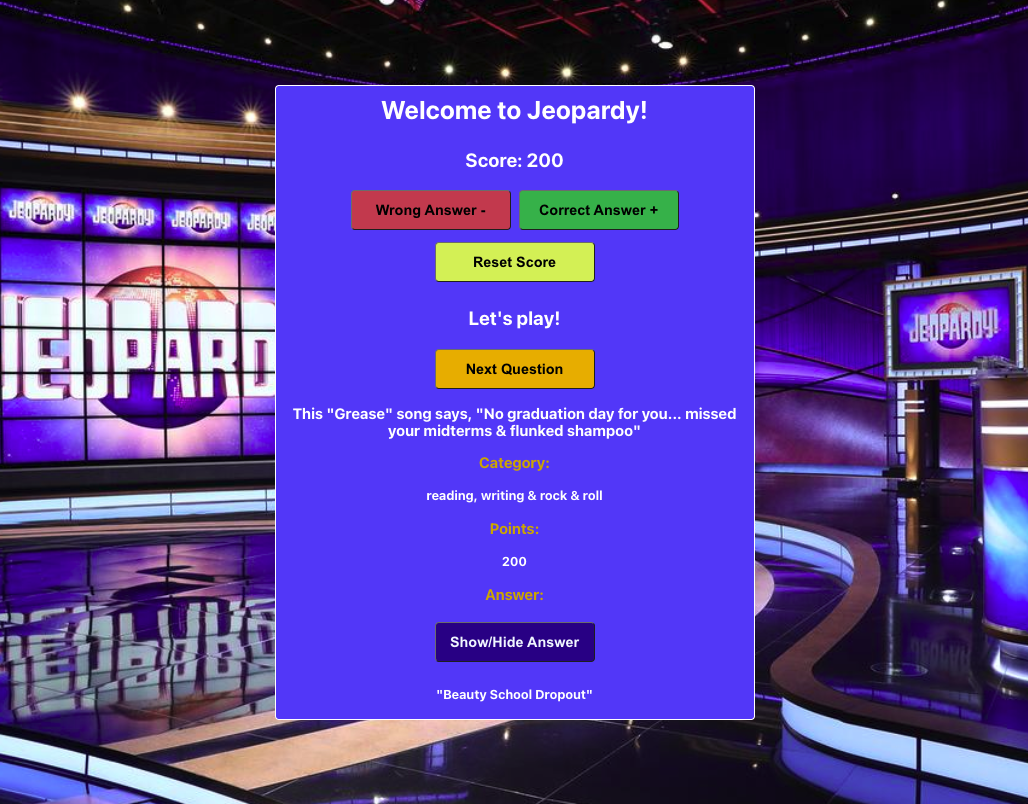 Welcome to Jeopardy!
Score: 200
Wrong Answer -
Correct Answer +
Reset Score
Let's play!
Next Question
This "Grease" song says, "No graduation day for you... missed
your midterms & flunked shampoo"
Category:
reading, writing & rock & roll
Points:
200
Answer:
Show/Hide Answer
"Beauty School Dropout"
JEOPARDY!
JEOPARDY!
JEOPARDY!
JEO
JEOPARD
JEOPARDY!